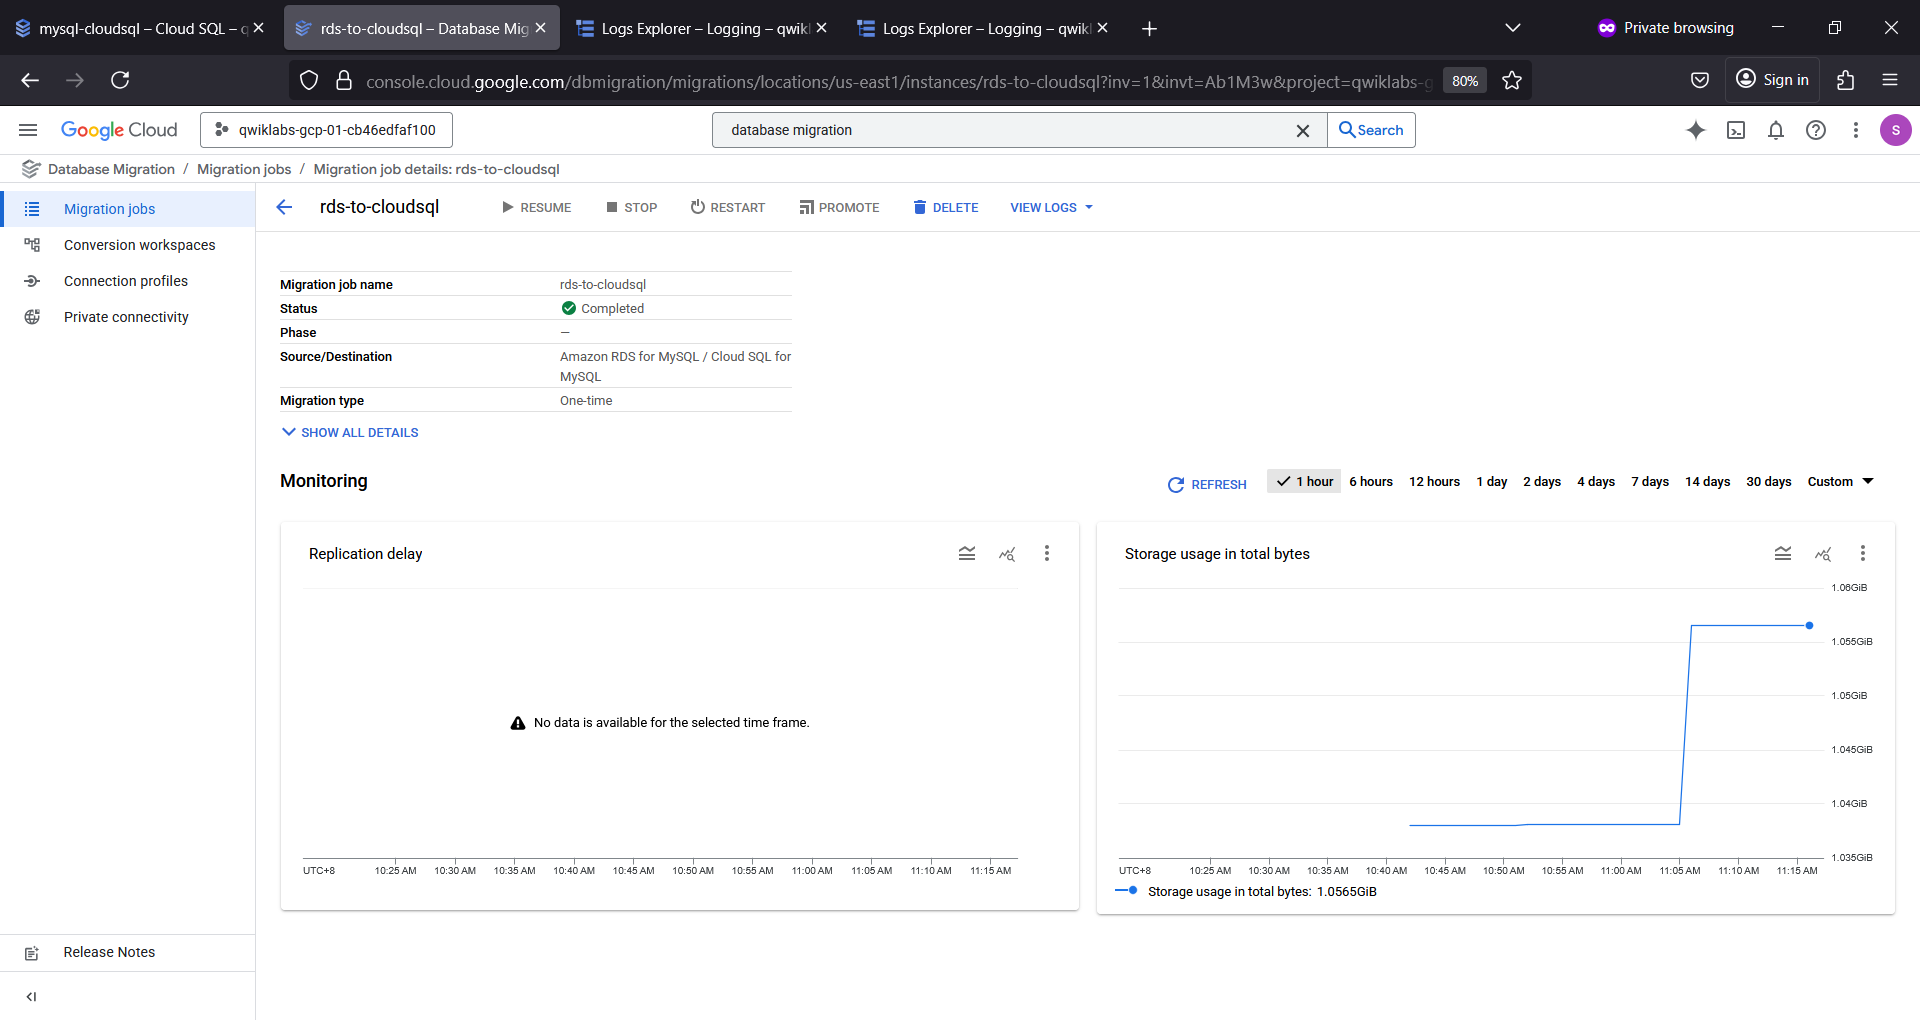 mysql-cloudsql – Cloud SQL – q
rds-to-cloudsql – Database Mig
Logs Explorer – Logging – qwikl
Logs Explorer – Logging – qwikl
Private browsing
console.cloud.google.com/dbmigration/migrations/locations/us-east1/instances/rds-to-cloudsql?inv=1&invt=Ab1M3w&project=qwiklabs-g
80%
Sign in
Google Cloud
qwiklabs-gcp-01-cb46edfaf100
database migration
Search
S
Database Migration / Migration jobs / Migration job details: rds-to-cloudsql
Migration jobs
Conversion workspaces
Connection profiles
Private connectivity
Release Notes
rds-to-cloudsql
RESUME
STOP
RESTART
PROMOTE
DELETE
VIEW LOGS
Migration job name rds-to-cloudsql
Status Completed
Phase —
Source/Destination Amazon RDS for MySQL / Cloud SQL for
MySQL
Migration type One-time
SHOW ALL DETAILS
Monitoring
REFRESH
1 hour 6 hours 12 hours 1 day 2 days 4 days 7 days 14 days 30 days Custom
Replication delay
No data is available for the selected time frame.
UTC+8 10:25 AM 10:30 AM 10:35 AM 10:40 AM 10:45 AM 10:50 AM 10:55 AM 11:00 AM 11:05 AM 11:10 AM 11:15 AM
Storage usage in total bytes
1.06GiB
1.055GiB
1.05GiB
1.045GiB
1.04GiB
1.035GiB
UTC+8 10:25 AM 10:30 AM 10:35 AM 10:40 AM 10:45 AM 10:50 AM 10:55 AM 11:00 AM 11:05 AM 11:10 AM 11:15 AM
Storage usage in total bytes: 1.0565GiB